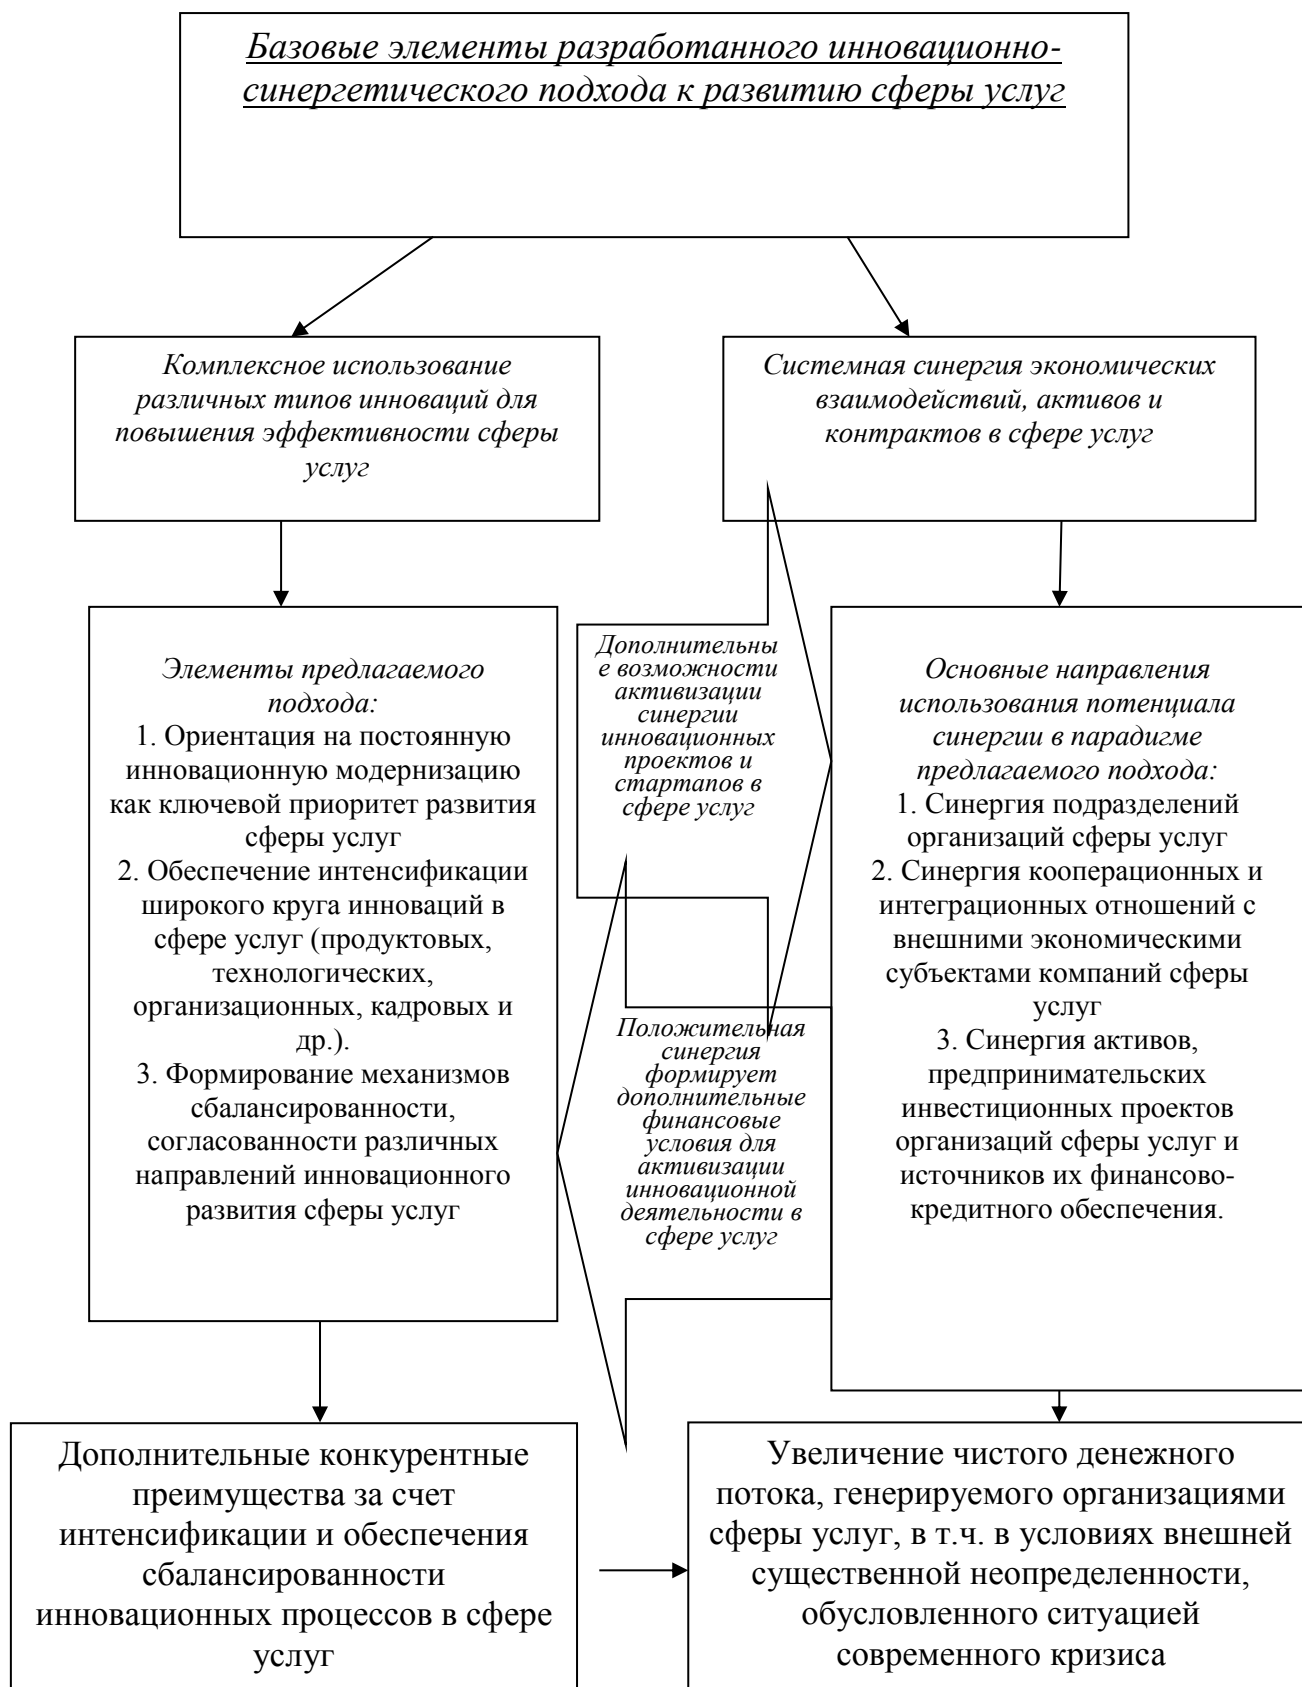 Базовые элементы разработанного инновационно-
синергетического подхода к развитию сферы услуг
Комплексное использование
различных типов инноваций для
повышения эффективности сферы
услуг
Системная синергия экономических
взаимодействий, активов и
контрактов в сфере услуг
Элементы предлагаемого
подхода:
1. Ориентация на постоянную
инновационную модернизацию
как ключевой приоритет развития
сферы услуг
2. Обеспечение интенсификации
широкого круга инноваций в
сфере услуг (продуктовых,
технологических,
организационных, кадровых и
др.).
3. Формирование механизмов
сбалансированности,
согласованности различных
направлений инновационного
развития сферы услуг
Дополнительны
е возможности
активизации
синергии
инновационных
проектов и
стартапов в
сфере услуг
Положительная
синергия
формирует
дополнительные
финансовые
условия для
активизации
инновационной
деятельности в
сфере услуг
Основные направления
использования потенциала
синергии в парадигме
предлагаемого подхода:
1. Синергия подразделений
организаций сферы услуг
2. Синергия кооперационных и
интеграционных отношений с
внешними экономическими
субъектами компаний сферы
услуг
3. Синергия активов,
предпринимательских
инвестиционных проектов
организаций сферы услуг и
источников их финансово-
кредитного обеспечения.
Дополнительные конкурентные
преимущества за счет
интенсификации и обеспечения
сбалансированности
инновационных процессов в сфере
услуг
Увеличение чистого денежного
потока, генерируемого организациями
сферы услуг, в т.ч. в условиях внешней
существенной неопределенности,
обусловленного ситуацией
современного кризиса